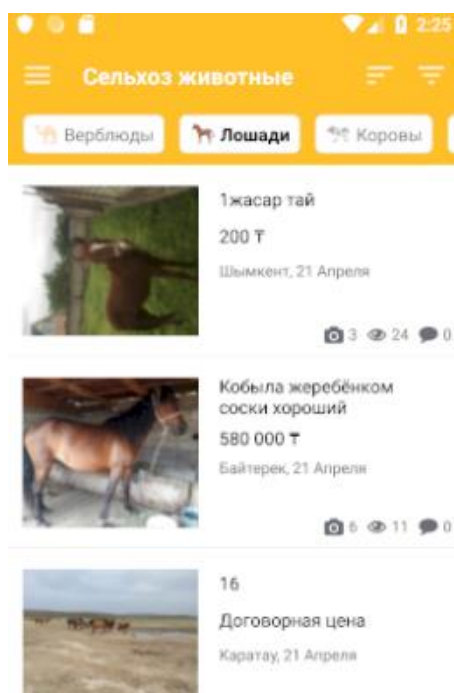 2:25
Сельхоз животные
Верблюды
Лошади
Коровы
1жасар тай
200 ₸
Шымкент, 21 Апреля
3 24 0
Кобыла жеребёнком
соски хороший
580 000 ₸
Байтерек, 21 Апреля
6 11 0
16
Договорная цена
Каратау, 21 Апреля